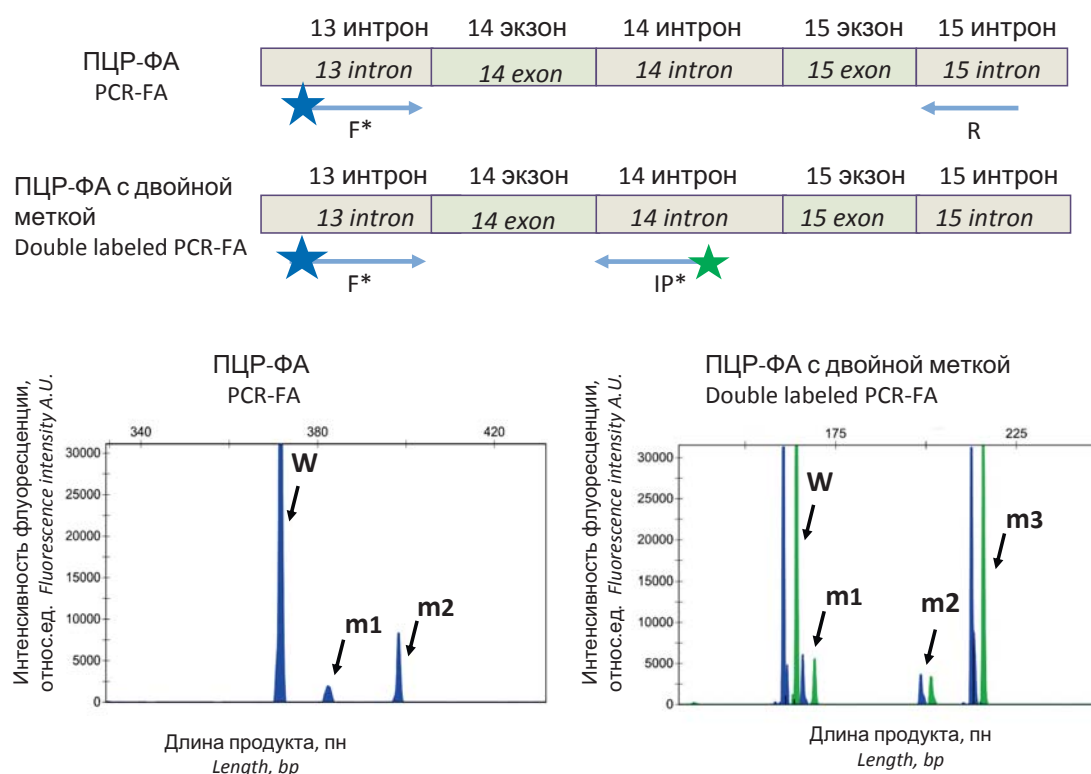 13 интрон 14 экзон 14 интрон 15 экзон 15 интрон
ПЦР-ФА
PCR-FA
13 intron 14 exon 14 intron 15 exon 15 intron
F* R
13 интрон 14 экзон 14 интрон 15 экзон 15 интрон
ПЦР-ФА с двойной
меткой
Double labeled PCR-FA
13 intron 14 exon 14 intron 15 exon 15 intron
F* IP*
ПЦР-ФА
PCR-FA
Интенсивность флуоресценции,
относ.ед. Fluorescence intensity A.U.
340 380 420
30000
25000
20000
15000
10000
5000
0
W
m1
m2
Длина продукта, пн
Length, bp
ПЦР-ФА с двойной меткой
Double labeled PCR-FA
Интенсивность флуоресценции,
относ.ед. Fluorescence intensity A.U.
175 225
30000
25000
20000
15000
10000
5000
0
W
m1
m2
m3
Длина продукта, пн
Length, bp